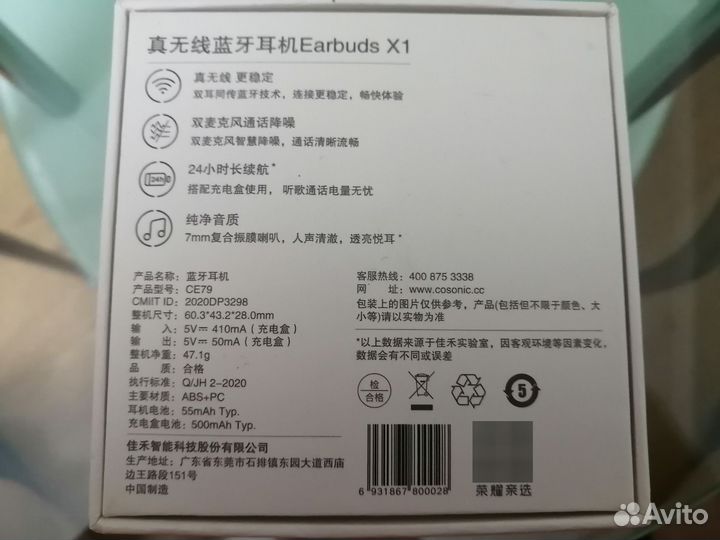 真无线蓝牙耳机Earbuds X1
真无线 更稳定
双耳同传蓝牙技术，连接更稳定，畅快体验
双麦克风通话降噪
双麦克风智慧降噪，通话清晰流畅
24h
24小时长续航*
搭配充电盒使用， 听歌通话电量无忧
纯净音质
7mm复合振膜喇叭，人声清澈，透亮悦耳*
产品名称： 蓝牙耳机
产品型号： CE79
CMIIT ID： 2020DP3298
整机尺寸： 60.3*43.2*28.0mm
输 入： 5V⎓ 410mA（充电盒）
输 出： 5V⎓ 50mA（充电盒）
整机净重： 47.1g
品 质： 合格
执行标准： Q/JH 2-2020
主要材质： ABS+PC
耳机电池： 55mAh Typ.
充电盒电池： 500mAh Typ.
佳禾智能科技股份有限公司
生产地址：广东省东莞市石排镇东园大道西庙
边王路段151号
中国制造
客服热线： 400 875 3338
网 址： www.cosonic.cc
包装上的图片仅供参考，产品(包括但不限于颜色、大
小等)请以实物为准
*以上数据来源于佳禾实验室，因客观环境等因素变化，
数据会有不同或误差
检
合格
5
6 931867 800028
荣耀亲选
Avito